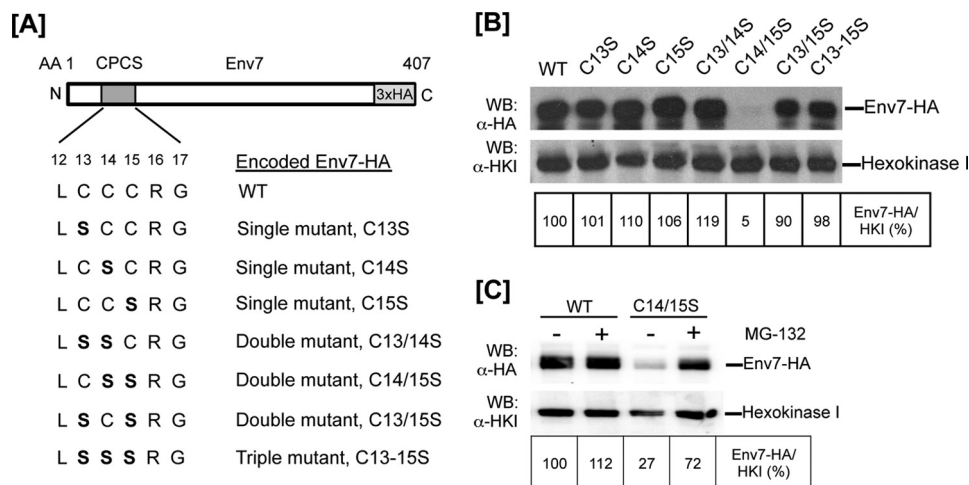 [A]
CPCS Env7 407
AA 1
N 3xHA C
12 13 14 15 16 17 Encoded Env7-HA
L C C C R G WT
L S C C R G Single mutant, C13S
L C S C R G Single mutant, C14S
L C C S R G Single mutant, C15S
L S S C R G Double mutant, C13/14S
L C S S R G Double mutant, C14/15S
L S C S R G Double mutant, C13/15S
L S S S R G Triple mutant, C13-15S
[B]
WT C13S C14S C15S C13/14S C14/15S C13/15S C13-15S
WB:
α-HA
Env7-HA
WB:
α-HKI
Hexokinase I
100 101 110 106 119 5 90 98 Env7-HA/
HKI (%)
[C]
WT C14/15S
- + - + MG-132
WB:
α-HA
Env7-HA
WB:
α-HKI
Hexokinase I
100 112 27 72 Env7-HA/
HKI (%)